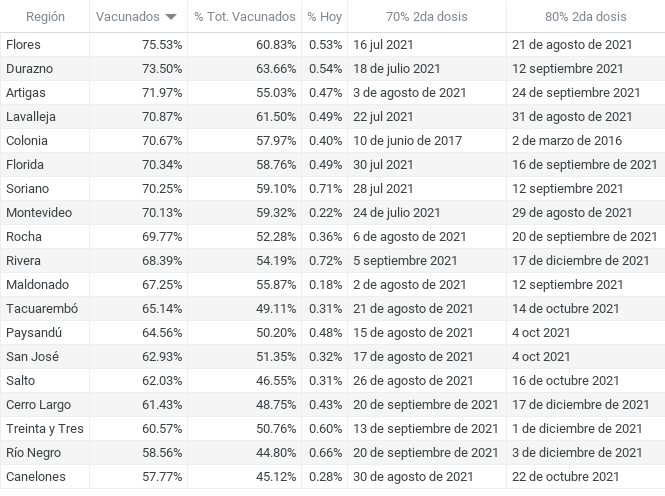 Región Vacunados % Tot. Vacunados % Hoy 70% 2da dosis 80% 2da dosis
Flores 75.53% 60.83% 0.53% 16 jul 2021 21 de agosto de 2021
Durazno 73.50% 63.66% 0.54% 18 de julio 2021 12 septiembre 2021
Artigas 71.97% 55.03% 0.47% 3 de agosto de 2021 24 de septiembre 2021
Lavalleja 70.87% 61.50% 0.49% 22 jul 2021 31 de agosto de 2021
Colonia 70.67% 57.97% 0.40% 10 de junio de 2017 2 de marzo de 2016
Florida 70.34% 58.76% 0.49% 30 jul 2021 16 de septiembre de 2021
Soriano 70.25% 59.10% 0.71% 28 jul 2021 12 septiembre 2021
Montevideo 70.13% 59.32% 0.22% 24 de julio 2021 29 de agosto de 2021
Rocha 69.77% 52.28% 0.36% 6 de agosto de 2021 20 de septiembre de 2021
Rivera 68.39% 54.19% 0.72% 5 septiembre 2021 17 de diciembre de 2021
Maldonado 67.25% 55.87% 0.18% 2 de agosto de 2021 12 septiembre 2021
Tacuarembó 65.14% 49.11% 0.31% 21 de agosto de 2021 14 de octubre 2021
Paysandú 64.56% 50.20% 0.48% 15 de agosto de 2021 4 oct 2021
San José 62.93% 51.35% 0.32% 17 de agosto de 2021 4 oct 2021
Salto 62.03% 46.55% 0.31% 26 de agosto de 2021 16 de octubre 2021
Cerro Largo 61.43% 48.75% 0.43% 20 de septiembre de 2021 17 de diciembre de 2021
Treinta y Tres 60.57% 50.76% 0.60% 13 de septiembre de 2021 1 de diciembre de 2021
Río Negro 58.56% 44.80% 0.66% 20 de septiembre de 2021 3 de diciembre de 2021
Canelones 57.77% 45.12% 0.28% 30 de agosto de 2021 22 de octubre 2021